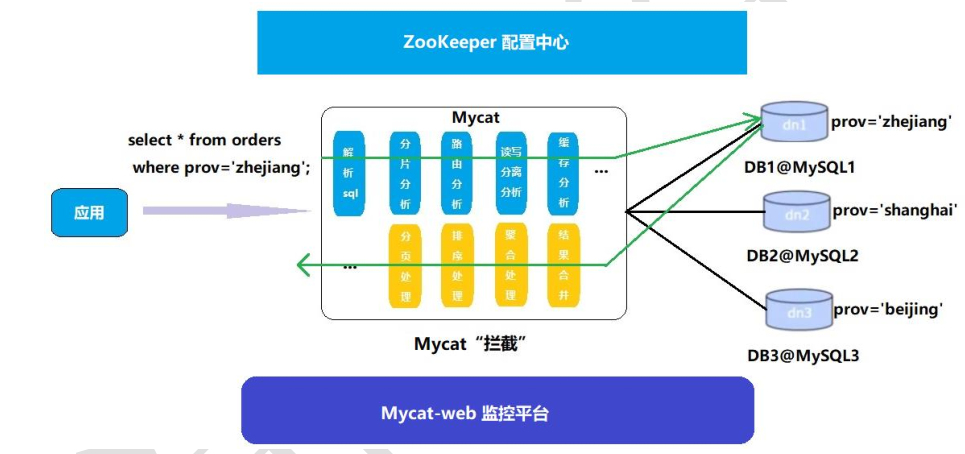 ZooKeeper 配置中心
Mycat
select * from orders
where prov='zhejiang';
应用
解析sql
分片分析
路由分析
读写分离分析
缓存分析
...
...
分页处理
排序处理
聚合处理
结果合并
dn1
prov='zhejiang'
DB1@MySQL1
dn2
prov='shanghai'
DB2@MySQL2
dn3
prov='beijing'
DB3@MySQL3
Mycat“拦截”
Mycat-web 监控平台